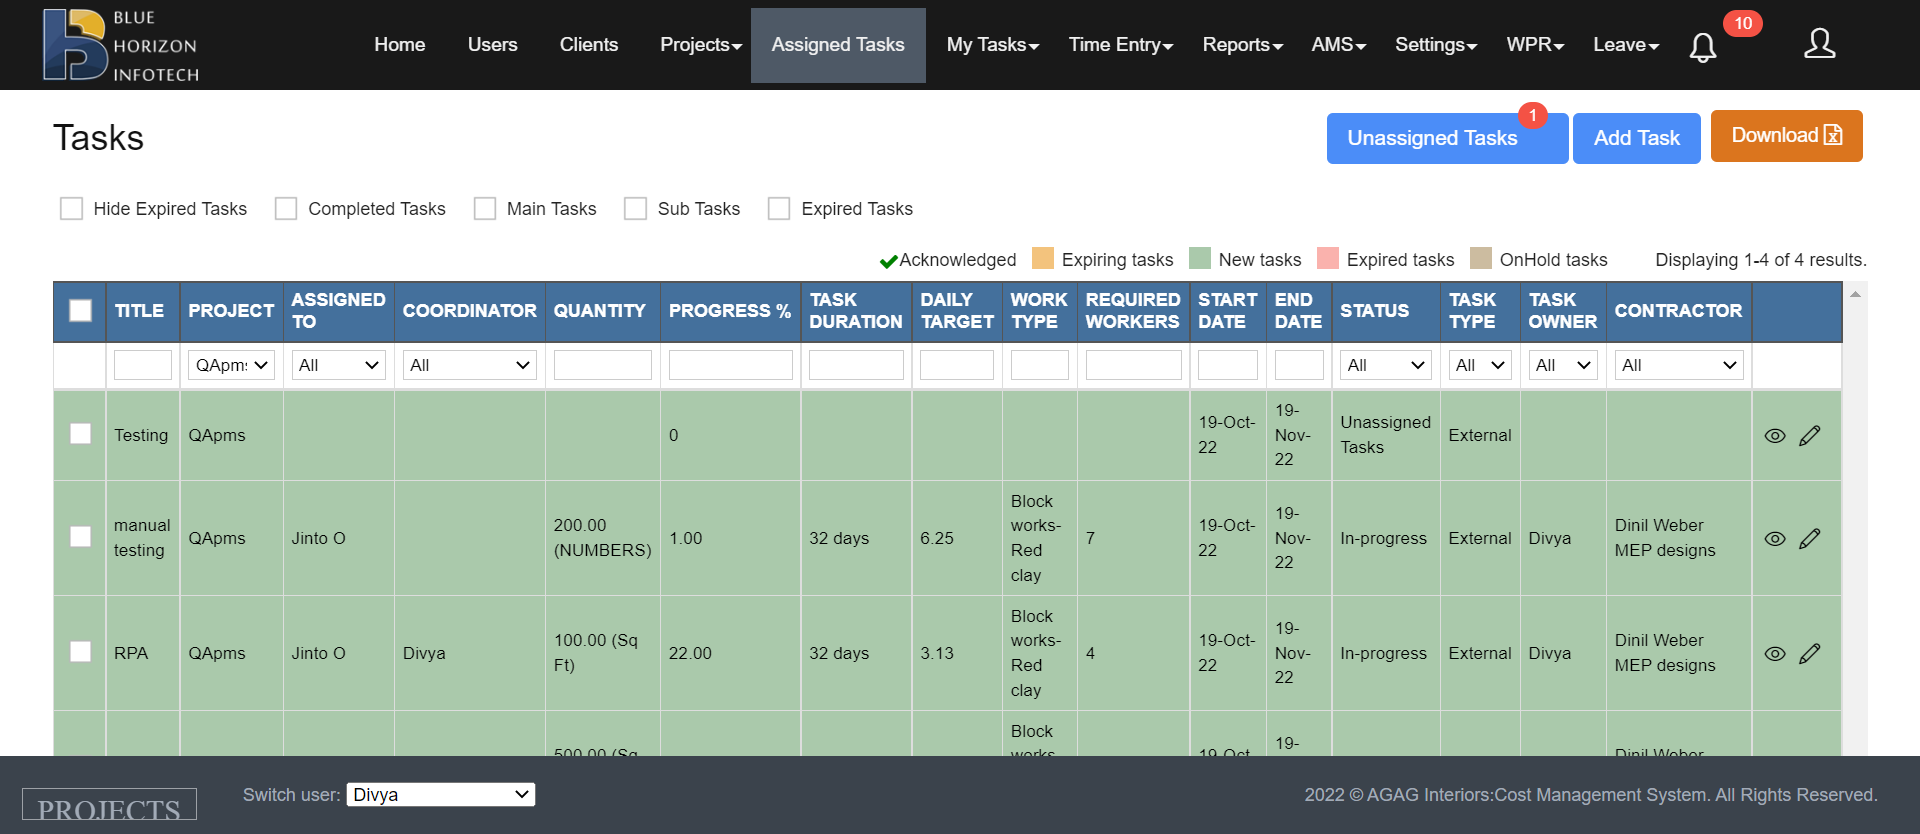 BLUE
HORIZON
INFOTECH
Home Users Clients Projects Assigned Tasks My Tasks Time Entry Reports AMS Settings WPR Leave 10
Tasks
Unassigned Tasks 1 Add Task Download
Hide Expired Tasks Completed Tasks Main Tasks Sub Tasks Expired Tasks
Acknowledged Expiring tasks New tasks Expired tasks OnHold tasks Displaying 1-4 of 4 results.
TITLE PROJECT ASSIGNED TO COORDINATOR QUANTITY PROGRESS % TASK DURATION DAILY TARGET WORK TYPE REQUIRED WORKERS START DATE END DATE STATUS TASK TYPE TASK OWNER CONTRACTOR
QApms All All All All All All
Testing QApms 0 19-Oct-22 19-Nov-22 Unassigned Tasks External
manual testing QApms Jinto O 200.00 (NUMBERS) 1.00 32 days 6.25 Block works-Red clay 7 19-Oct-22 19-Nov-22 In-progress External Divya Dinil Weber MEP designs
RPA QApms Jinto O Divya 100.00 (Sq Ft) 22.00 32 days 3.13 Block works-Red clay 4 19-Oct-22 19-Nov-22 In-progress External Divya Dinil Weber MEP designs
500.00 (Sq Block works 19-Oct 19- Dinil Weber
PROJECTS Switch user: Divya 2022 © AGAG Interiors:Cost Management System. All Rights Reserved.